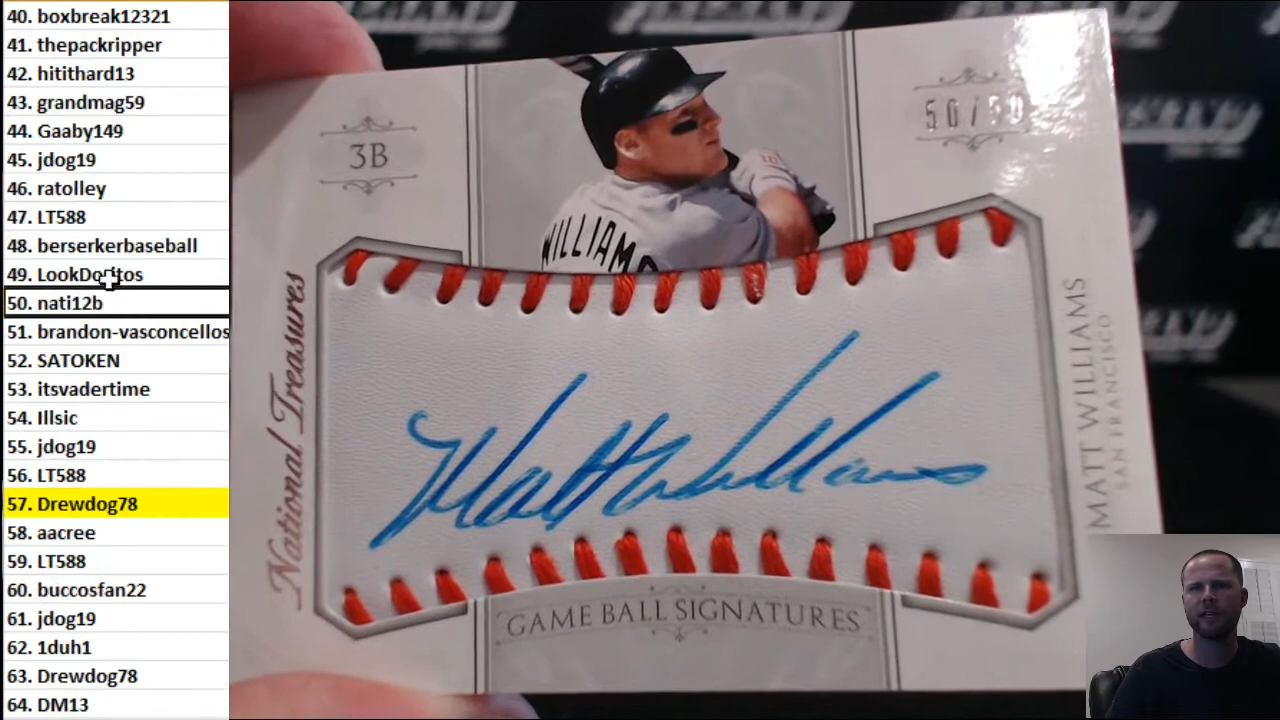 40. boxbreak12321
41. thepackripper
42. hitithard13
43. grandmag59
44. Gaaby149
45. jdog19
46. ratolley
47. LT588
48. berserkerbaseball
49.
50. nati12b
51. brandon-vasconcellos
52. SATOKEN
53. itsvadertime
54. Illsic
55. jdog19
56. LT588
57. Drewdog78
58. aacree
59. LT588
60. buccosfan22
61. jdog19
62. 1duh1
63. Drewdog78
64. DM13
3B
50/50
WILLIAMS
National Treasures
Matt Williams
MATT WILLIAMS
SAN FRANCISCO
GAME BALL SIGNATURES